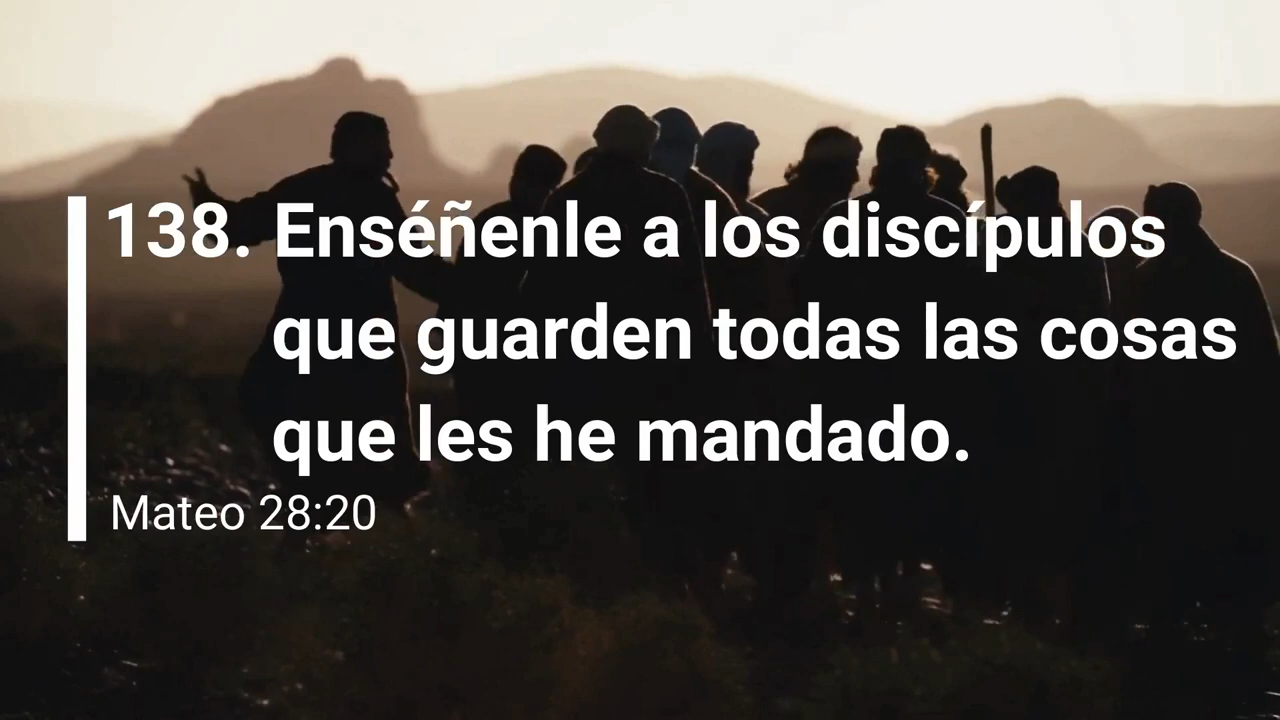 138. Enséñenle a los discípulos
que guarden todas las cosas
que les he mandado.
Mateo 28:20